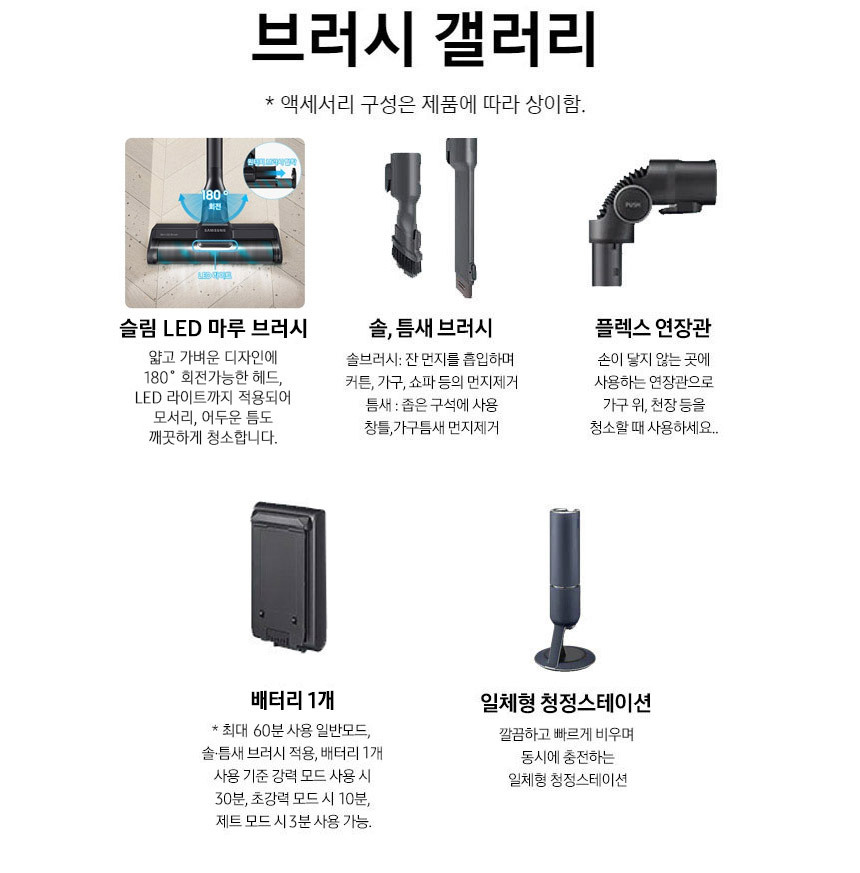 브러시 갤러리
* 액세서리 구성은 제품에 따라 상이함.
180°
회전
SAMSUNG
LED 라이트
PUSH
슬림 LED 마루 브러시
얇고 가벼운 디자인에
180˚ 회전가능한 헤드,
LED 라이트까지 적용되어
모서리, 어두운 틈도
깨끗하게 청소합니다.
솔, 틈새 브러시
솔브러시: 잔 먼지를 흡입하며
커튼, 가구, 쇼파 등의 먼지제거
틈새 : 좁은 구석에 사용
창틀,가구틈새 먼지제거
플렉스 연장관
손이 닿지 않는 곳에
사용하는 연장관으로
가구 위, 천장 등을
청소할 때 사용하세요..
배터리 1개
* 최대 60분 사용 일반모드,
솔·틈새 브러시 적용, 배터리 1개
사용 기준 강력 모드 사용 시
30분, 초강력 모드 시 10분,
제트 모드 시 3분 사용 가능.
일체형 청정스테이션
깔끔하고 빠르게 비우며
동시에 충전하는
일체형 청정스테이션